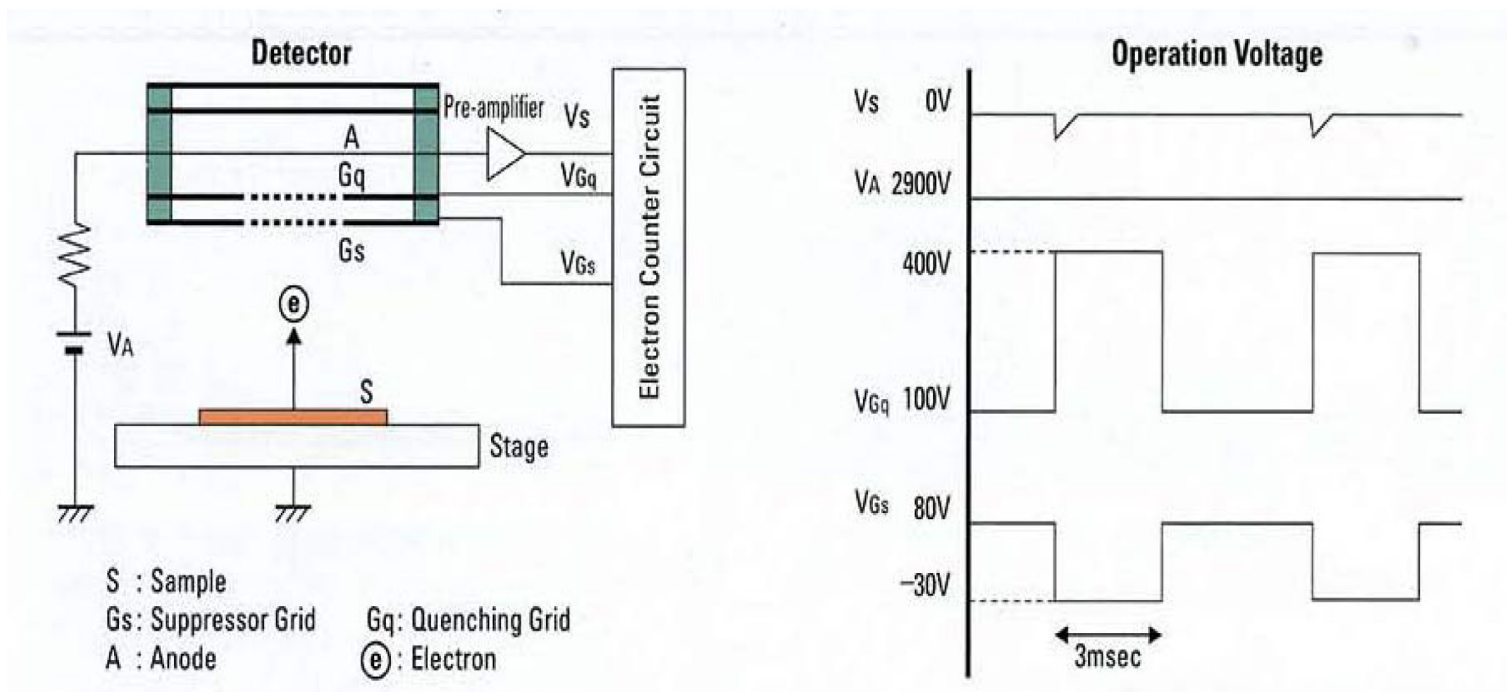 Detector
Pre-amplifier
Vs
A
Gq
VGq
Gs
VGs
e
VA
S
Stage
Electron Counter Circuit
S : Sample
Gs: Suppressor Grid Gq: Quenching Grid
A : Anode e : Electron
Operation Voltage
Vs 0V
VA 2900V
400V
VGq 100V
VGs 80V
−30V
3msec